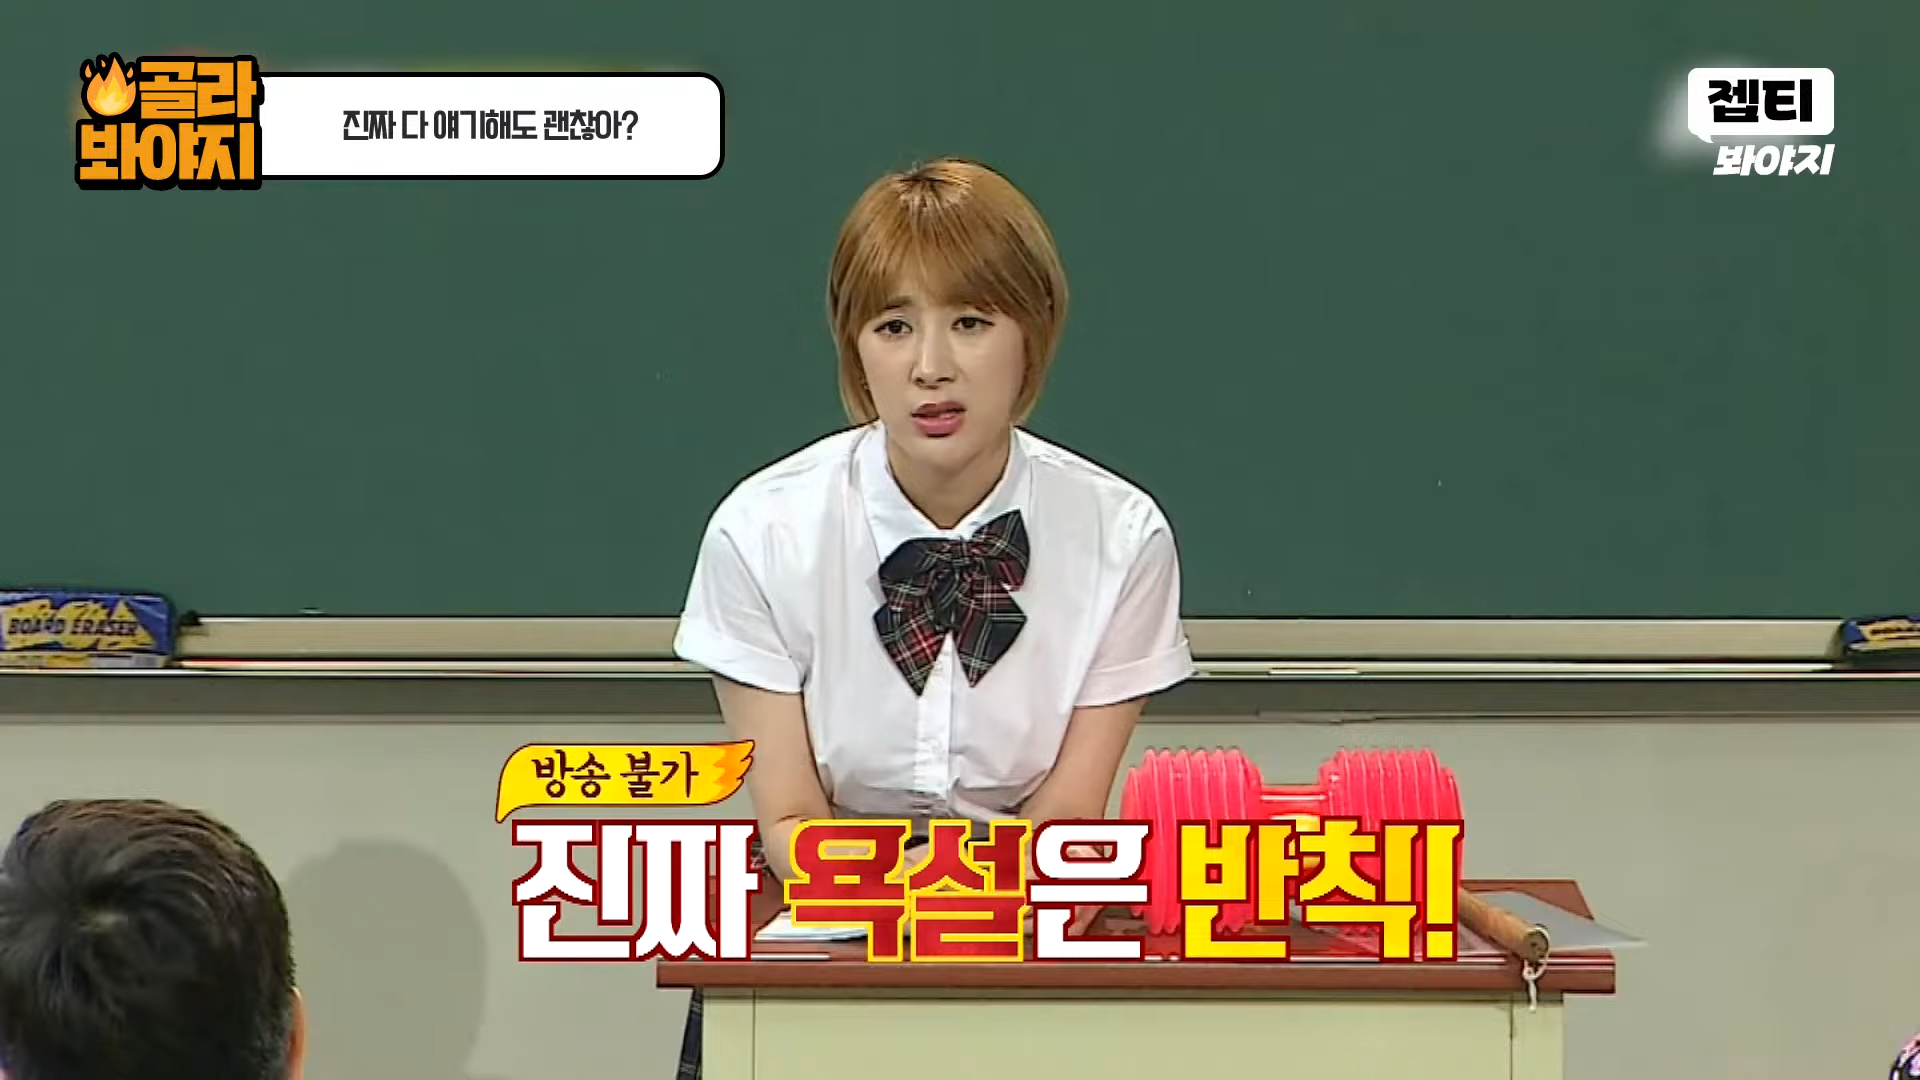 골라
봐야지
진짜 다 얘기해도 괜찮아?
젭티
봐야지
BOARD ERASER
방송 불가
진짜 욕설은 반칙!